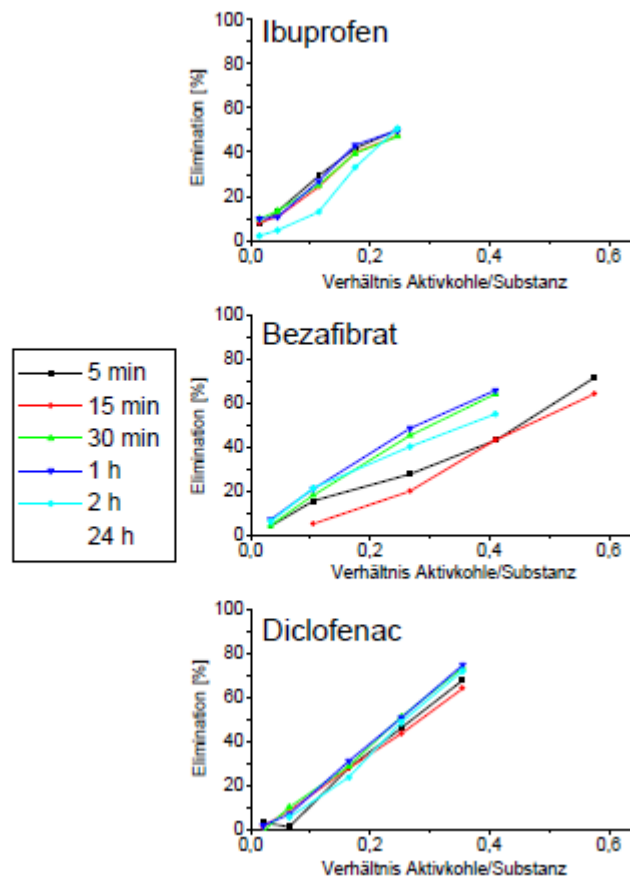 Ibuprofen
Elimination [%]
100
80
60
40
20
0
0,0
0,2
0,4
0,6
Verhältnis Aktivkohle/Substanz
5 min
15 min
30 min
1 h
2 h
24 h
Bezafibrat
Elimination [%]
100
80
60
40
20
0
0,0
0,2
0,4
0,6
Verhältnis Aktivkohle/Substanz
Diclofenac
Elimination [%]
100
80
60
40
20
0
0,0
0,2
0,4
0,6
Verhältnis Aktivkohle/Substanz